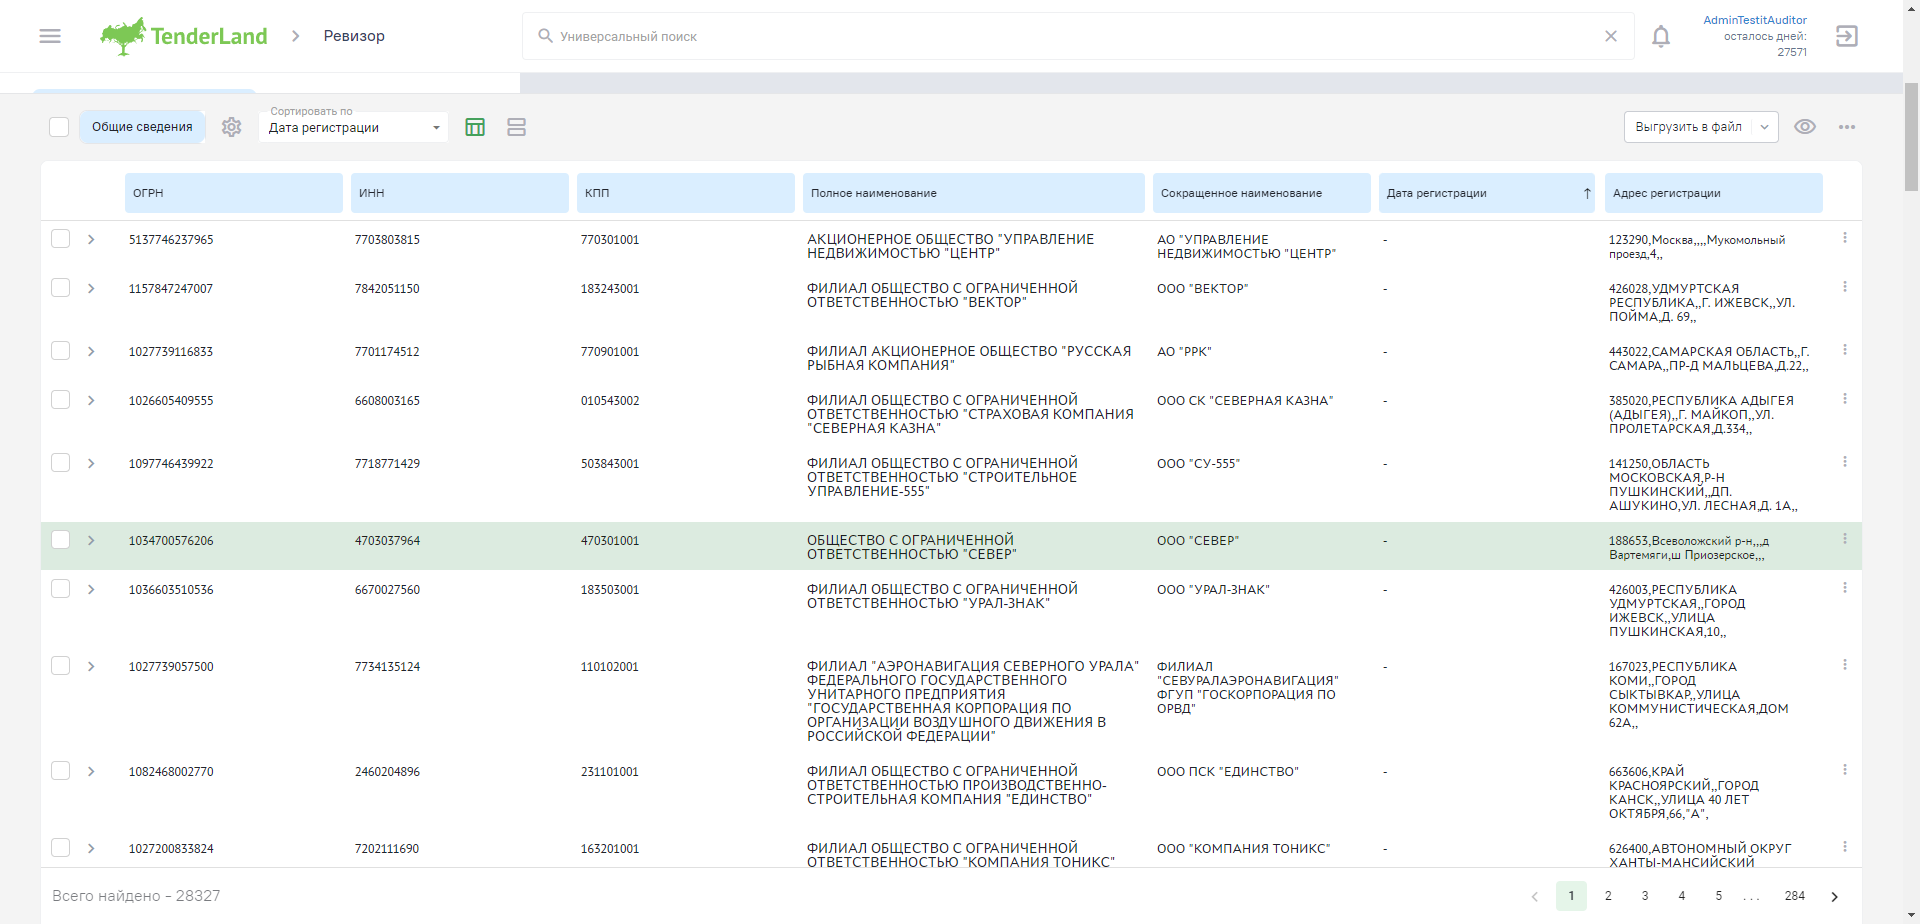 TenderLand
Ревизор
Универсальный поиск
AdminTestitAuditor
осталось дней:
27571
Общие сведения
Сортировать по
Дата регистрации
Выгрузить в файл
ОГРН ИНН КПП Полное наименование Сокращенное наименование Дата регистрации Адрес регистрации
5137746237965 7703803815 770301001 АКЦИОНЕРНОЕ ОБЩЕСТВО "УПРАВЛЕНИЕ АО "УПРАВЛЕНИЕ - 123290,Москва,,,,Мукомольный
НЕДВИЖИМОСТЬЮ "ЦЕНТР" НЕДВИЖИМОСТЬЮ "ЦЕНТР" проезд,4,,
1157847247007 7842051150 183243001 ФИЛИАЛ ОБЩЕСТВО С ОГРАНИЧЕННОЙ ООО "ВЕКТОР" - 426028,УДМУРТСКАЯ
ОТВЕТСТВЕННОСТЬЮ "ВЕКТОР" РЕСПУБЛИКА,,Г. ИЖЕВСК,,УЛ.
ПОЙМА,Д. 69,,
1027739116833 7701174512 770901001 ФИЛИАЛ АКЦИОНЕРНОЕ ОБЩЕСТВО "РУССКАЯ АО "РРК" - 443022,САМАРСКАЯ ОБЛАСТЬ,,Г.
РЫБНАЯ КОМПАНИЯ" САМАРА,,ПР-Д МАЛЬЦЕВА,Д.22,,
1026605409555 6608003165 010543002 ФИЛИАЛ ОБЩЕСТВО С ОГРАНИЧЕННОЙ ООО СК "СЕВЕРНАЯ КАЗНА" - 385020,РЕСПУБЛИКА АДЫГЕЯ
ОТВЕТСТВЕННОСТЬЮ "СТРАХОВАЯ КОМПАНИЯ (АДЫГЕЯ),,Г. МАЙКОП,,УЛ.
"СЕВЕРНАЯ КАЗНА" ПРОЛЕТАРСКАЯ,Д.334,,
1097746439922 7718771429 503843001 ФИЛИАЛ ОБЩЕСТВО С ОГРАНИЧЕННОЙ ООО "СУ-555" - 141250,ОБЛАСТЬ
ОТВЕТСТВЕННОСТЬЮ "СТРОИТЕЛЬНОЕ МОСКОВСКАЯ,Р-Н
УПРАВЛЕНИЕ-555" ПУШКИНСКИЙ,,ДП.
АШУКИНО,УЛ. ЛЕСНАЯ,Д. 1А,,
1034700576206 4703037964 470301001 ОБЩЕСТВО С ОГРАНИЧЕННОЙ ООО "СЕВЕР" - 188653,Всеволожский р-н,,,д
ОТВЕТСТВЕННОСТЬЮ "СЕВЕР" Вартемяги,ш Приозерское,,,
1036603510536 6670027560 183503001 ФИЛИАЛ ОБЩЕСТВО С ОГРАНИЧЕННОЙ ООО "УРАЛ-ЗНАК" - 426003,РЕСПУБЛИКА
ОТВЕТСТВЕННОСТЬЮ "УРАЛ-ЗНАК" УДМУРТСКАЯ,,ГОРОД
ИЖЕВСК,,УЛИЦА
ПУШКИНСКАЯ,10,,
1027739057500 7734135124 110102001 ФИЛИАЛ "АЭРОНАВИГАЦИЯ СЕВЕРНОГО УРАЛА" ФИЛИАЛ - 167023,РЕСПУБЛИКА
ФЕДЕРАЛЬНОГО ГОСУДАРСТВЕННОГО "СЕВУРАЛАЭРОНАВИГАЦИЯ" КОМИ,,ГОРОД
УНИТАРНОГО ПРЕДПРИЯТИЯ ФГУП "ГОСКОРПОРАЦИЯ ПО СЫКТЫВКАР,,УЛИЦА
"ГОСУДАРСТВЕННАЯ КОРПОРАЦИЯ ПО ОРВД" КОММУНИСТИЧЕСКАЯ,ДОМ
ОРГАНИЗАЦИИ ВОЗДУШНОГО ДВИЖЕНИЯ В 62А,,
РОССИЙСКОЙ ФЕДЕРАЦИИ"
1082468002770 2460204896 231101001 ФИЛИАЛ ОБЩЕСТВО С ОГРАНИЧЕННОЙ ООО ПСК "ЕДИНСТВО" - 663606,КРАЙ
ОТВЕТСТВЕННОСТЬЮ ПРОИЗВОДСТВЕННО- КРАСНОЯРСКИЙ,,ГОРОД
СТРОИТЕЛЬНАЯ КОМПАНИЯ "ЕДИНСТВО" КАНСК,,УЛИЦА 40 ЛЕТ
ОКТЯБРЯ,66,"А",
1027200833824 7202111690 163201001 ФИЛИАЛ ОБЩЕСТВО С ОГРАНИЧЕННОЙ ООО "КОМПАНИЯ ТОНИКС" - 626400,АВТОНОМНЫЙ ОКРУГ
ОТВЕТСТВЕННОСТЬЮ "КОМПАНИЯ ТОНИКС" ХАНТЫ-МАНСИЙСКИЙ
Всего найдено - 28327
1 2 3 4 5 ... 284